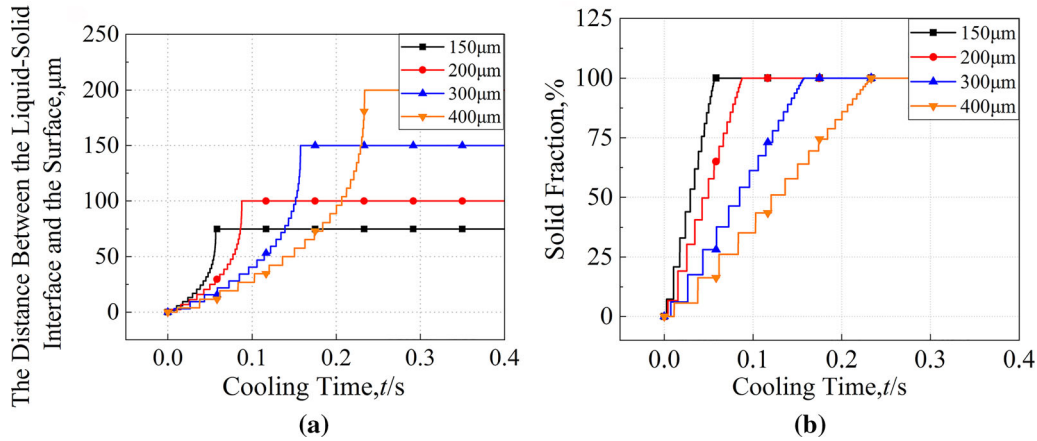 The Distance Between the Liquid-Solid
Interface and the Surface,μm
250
200
150
100
50
0
0.0
0.1
0.2
0.3
0.4
Cooling Time,t/s
150μm
200μm
300μm
400μm
(a)
Solid Fraction,%
125
100
75
50
25
0
0.0
0.1
0.2
0.3
0.4
Cooling Time,t/s
150μm
200μm
300μm
400μm
(b)